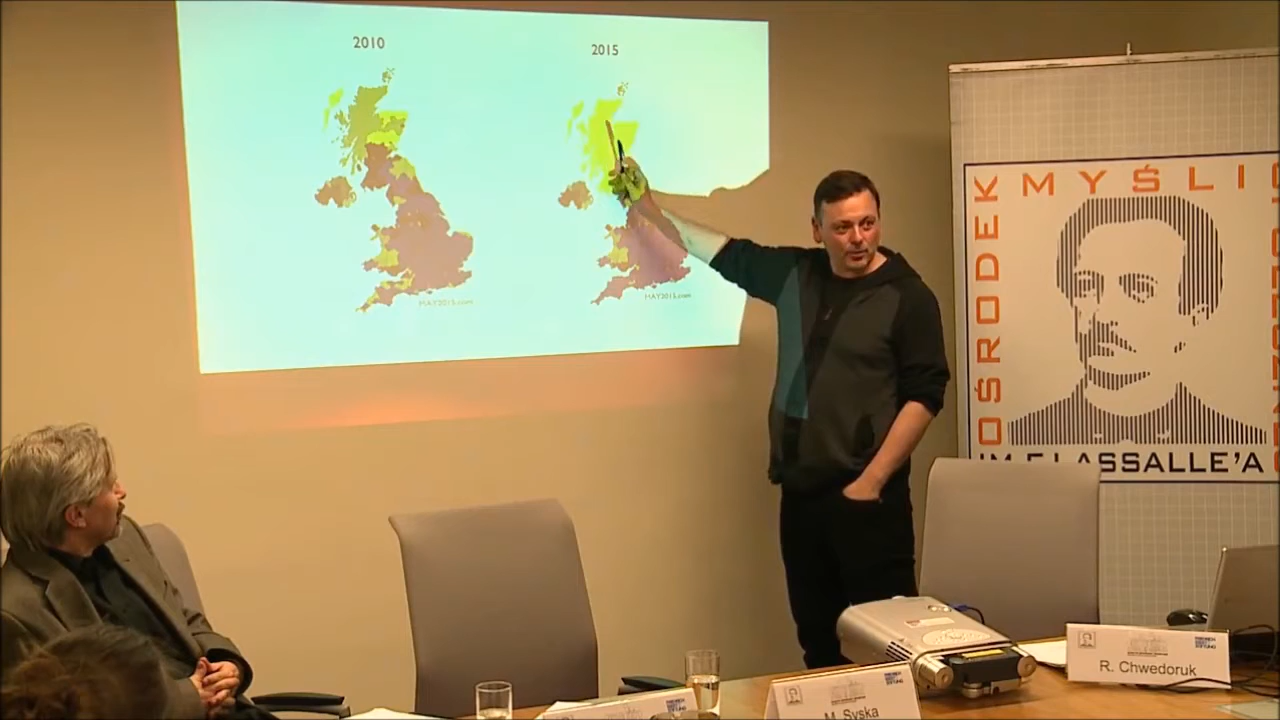 2010
2015
MAY2015.com
MAY2015.com
OŚRODEK
MYŚLI
IM F LASSALLE'A
R. Chwedoruk
M. Syska